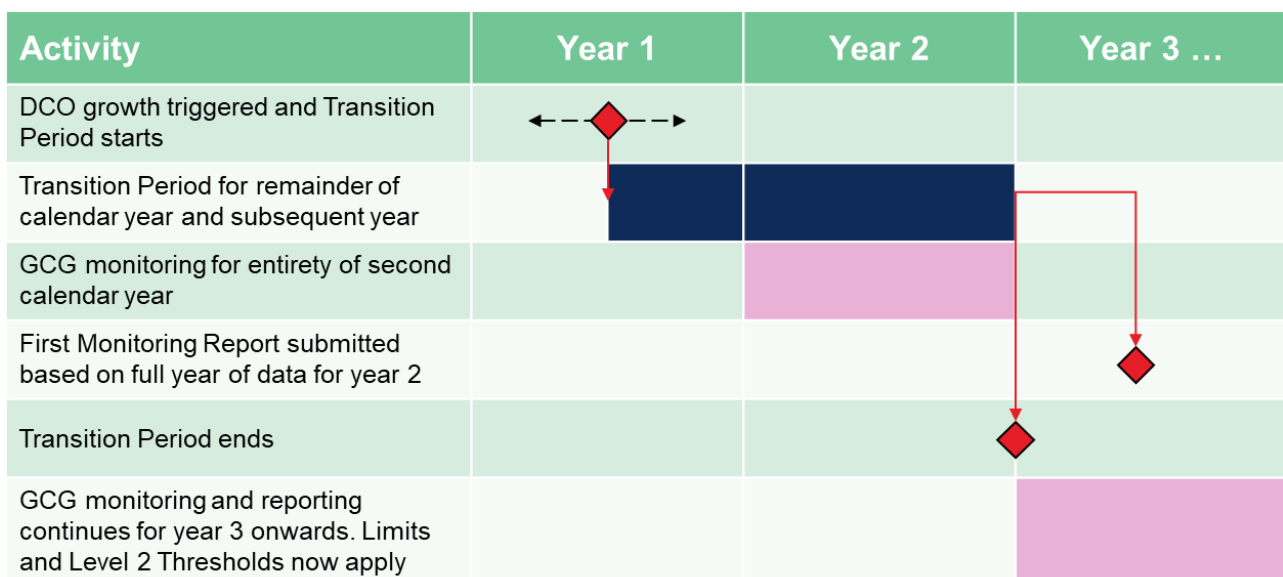 Activity
Year 1
Year 2
Year 3 ...
DCO growth triggered and Transition
Period starts
Transition Period for remainder of
calendar year and subsequent year
GCG monitoring for entirety of second
calendar year
First Monitoring Report submitted
based on full year of data for year 2
Transition Period ends
GCG monitoring and reporting
continues for year 3 onwards. Limits
and Level 2 Thresholds now apply